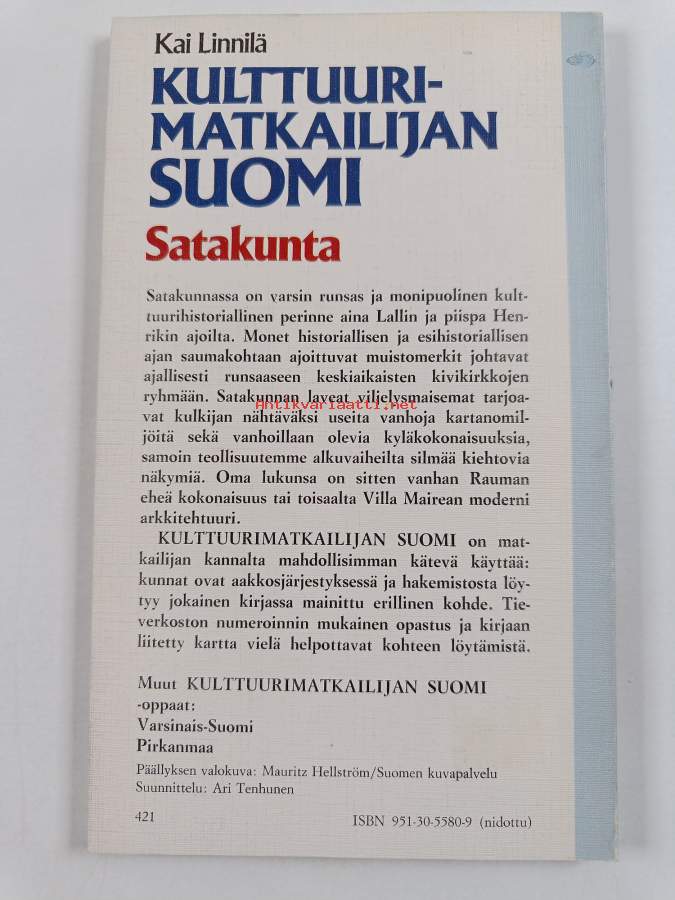 Kai Linnilä
KULTTUURI-
MATKAILIJAN
SUOMI
Satakunta
Satakunnassa on varsin runsas ja monipuolinen kult-
tuurihistoriallinen perinne aina Lallin ja piispa Hen-
rikin ajoilta. Monet historiallisen ja esihistoriallisen
ajan saumakohtaan ajoittuvat muistomerkit johtavat
ajallisesti runsaaseen keskiaikaisten kivikirkkojen
ryhmään. Satakunnan laveat viljelysmaisemat tarjoa-
Antikvariaatti.net
vat kulkijan nähtäväksi useita vanhoja kartanomil-
jöitä sekä vanhoillaan olevia kyläkokonaisuuksia,
samoin teollisuutemme alkuvaiheilta silmää kiehtovia
näkymiä. Oma lukunsa on sitten vanhan Rauman
eheä kokonaisuus tai toisaalta Villa Mairean moderni
arkkitehtuuri.
KULTTUURIMATKAILIJAN SUOMI on mat-
kailijan kannalta mahdollisimman kätevä käyttää:
kunnat ovat aakkosjärjestyksessä ja hakemistosta löy-
tyy jokainen kirjassa mainittu erillinen kohde. Tie-
verkoston numeroinnin mukainen opastus ja kirjaan
liitetty kartta vielä helpottavat kohteen löytämistä.
Muut KULTTUURIMATKAILIJAN SUOMI
-oppaat:
Varsinais-Suomi
Pirkanmaa
Päällyksen valokuva: Mauritz Hellström/Suomen kuvapalvelu
Suunnittelu: Ari Tenhunen
421 ISBN 951-30-5580-9 (nidottu)